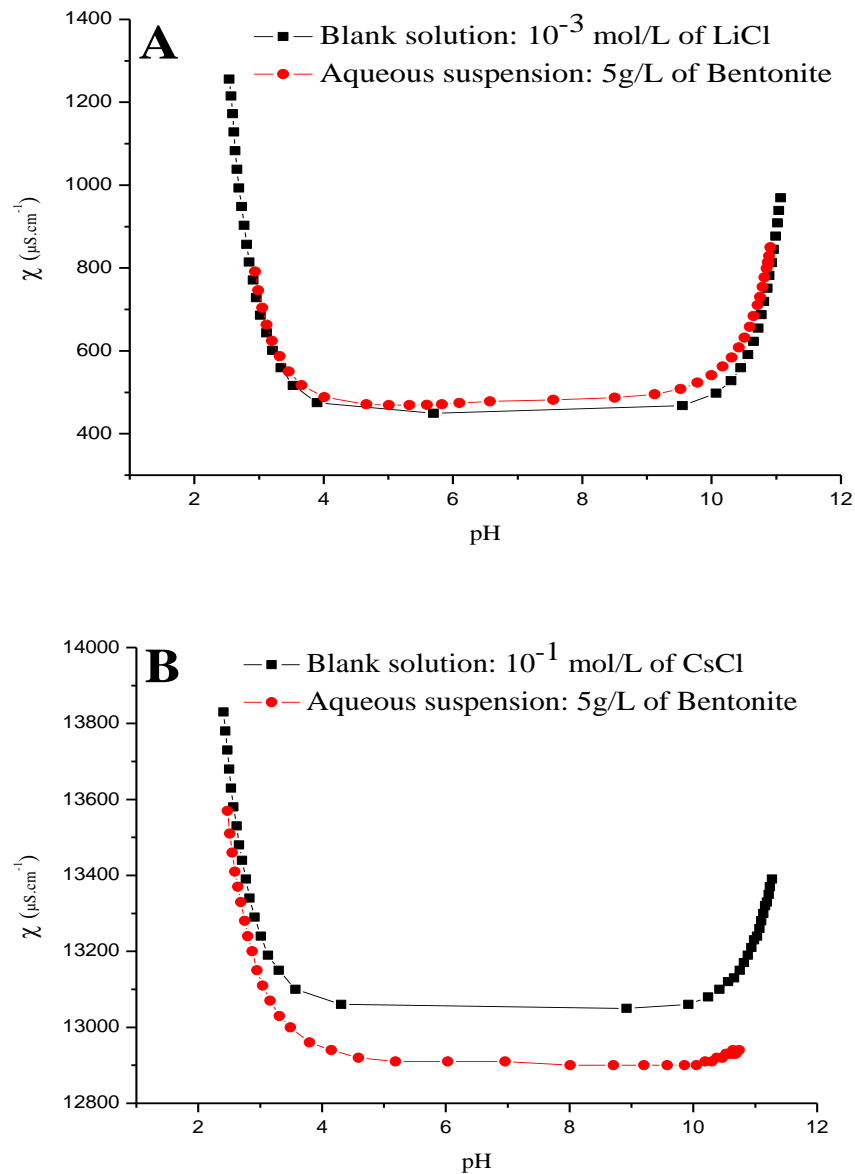 A
Blank solution: 10⁻³ mol/L of LiCl
Aqueous suspension: 5g/L of Bentonite
1400
1200
1000
800
600
400
χ (µS.cm⁻¹)
2 4 6 8 10 12
pH
B
Blank solution: 10⁻¹ mol/L of CsCl
Aqueous suspension: 5g/L of Bentonite
14000
13800
13600
13400
13200
13000
12800
χ (µS.cm⁻¹)
2 4 6 8 10 12
pH